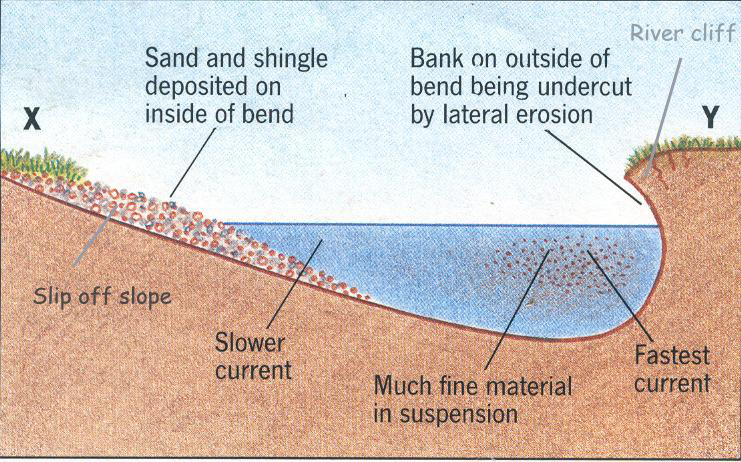 River cliff
Sand and shingle
deposited on
inside of bend
Bank on outside of
bend being undercut
by lateral erosion
X
Y
Slip off slope
Slower
current
Much fine material
in suspension
Fastest
current